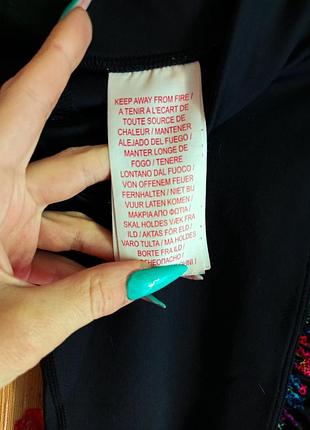 KEEP AWAY FROM FIRE /
A TENIR A L'ECART DE
TOUTE SOURCE DE
CHALEUR / MANTENER
ALEJADO DEL FUEGO /
MANTER LONGE DE
FOGO / TENERE
LONTANO DAL FUOCO /
VON OFFENEM FEUER
FERNHALTEN / NIET BIJ
VUUR LATEN KOMEN /
ΜΑΚΡΙΑ ΑΠΟ ΦΩΤΙΑ /
SKAL HOLDES VÆK FRA
ILD / AKTAS FÖR ELD /
VARO TULTA / MÅ HOLDES
BORTE FRA ILD /